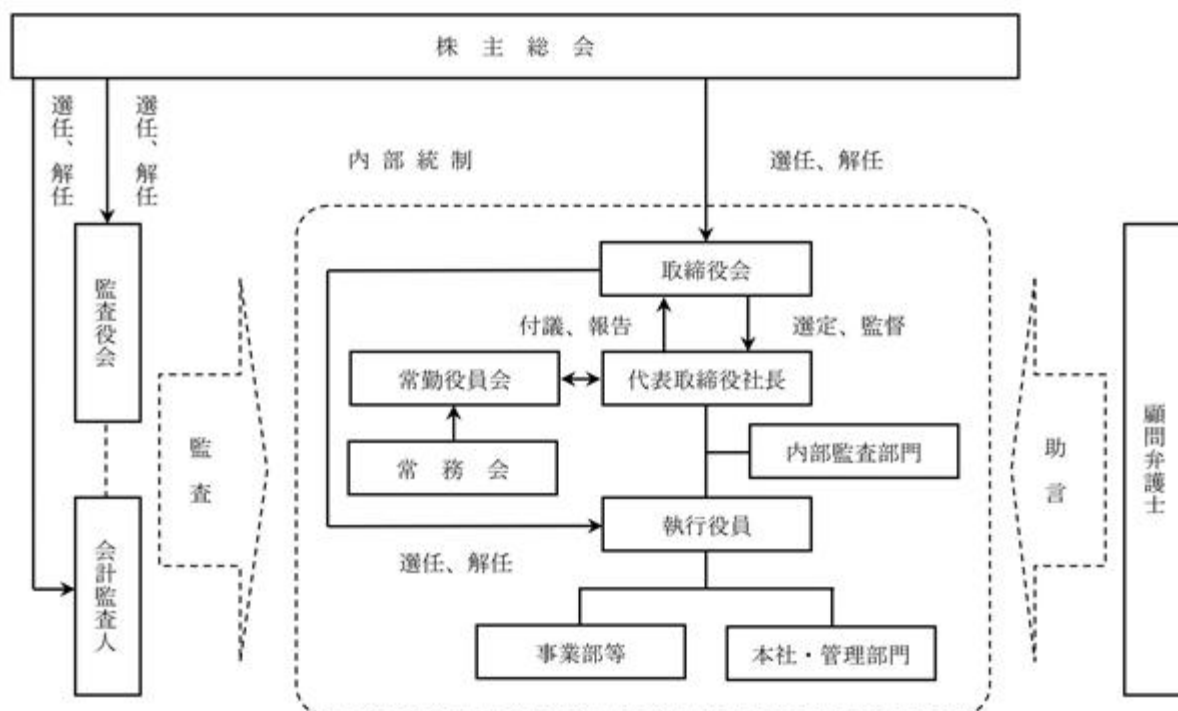 株主総会
選任、解任
選任、解任
内部統制
選任、解任
取締役会
監査役会
付議、報告
選定、監督
常勤役員会
代表取締役社長
監査
常務会
内部監査部門
助言
顧問弁護士
執行役員
選任、解任
会計監査人
事業部等
本社・管理部門